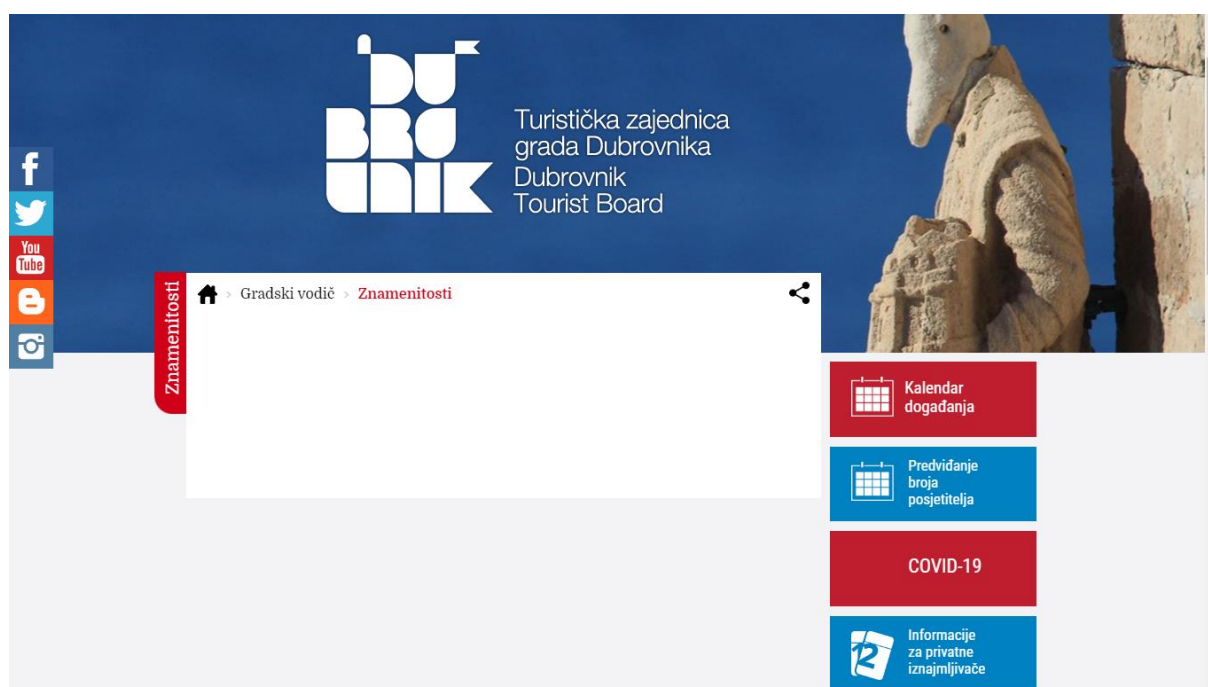 DU
BRO
VNIK
Turistička zajednica
grada Dubrovnika
Dubrovnik
Tourist Board
f
You
Tube
Znamenitosti
Gradski vodič › Znamenitosti
Kalendar
događanja
Predviđanje
broja
posjetitelja
COVID-19
12
Informacije
za privatne
iznajmljivače